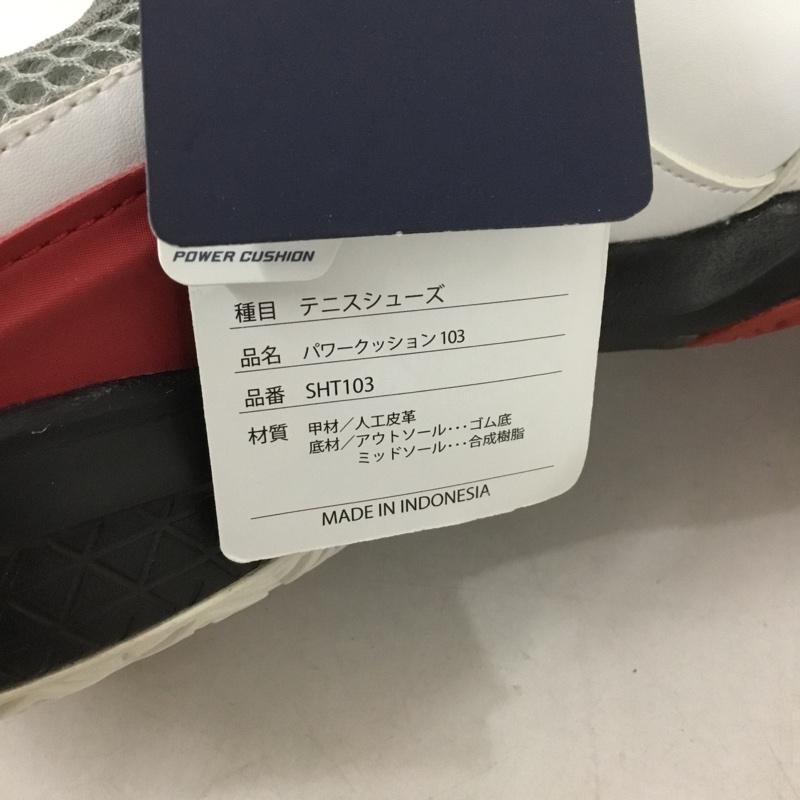 POWER CUSHION
種目 テニスシューズ
品名 パワークッション103
品番 SHT103
材質 甲材／人工皮革
底材／アウトソール･･･ゴム底
ミッドソール･･･合成樹脂
MADE IN INDONESIA